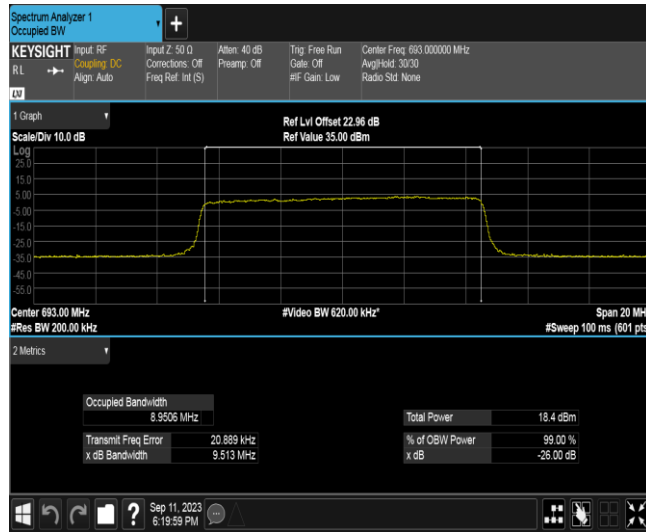 Spectrum Analyzer 1
Occupied BW
KEYSIGHT
RL
LXI
Input: RF
Coupling: DC
Align: Auto
Input Z: 50 Ω
Corrections: Off
Freq Ref: Int (S)
Atten: 40 dB
Preamp: Off
Trig: Free Run
Gate: Off
#IF Gain: Low
Center Freq: 693.000000 MHz
Avg|Hold: 30/30
Radio Std: None
1 Graph
Scale/Div 10.0 dB
Ref Lvl Offset 22.96 dB
Ref Value 35.00 dBm
Log
25.0
15.0
5.00
-5.00
-15.0
-25.0
-35.0
-45.0
-55.0
Center 693.00 MHz
#Res BW 200.00 kHz
#Video BW 620.00 kHz*
Span 20 MH
#Sweep 100 ms (601 pts
2 Metrics
Occupied Bandwidth
8.9506 MHz
Transmit Freq Error 20.889 kHz
x dB Bandwidth 9.513 MHz
Total Power 18.4 dBm
% of OBW Power 99.00 %
x dB -26.00 dB
Sep 11, 2023
6:19:59 PM